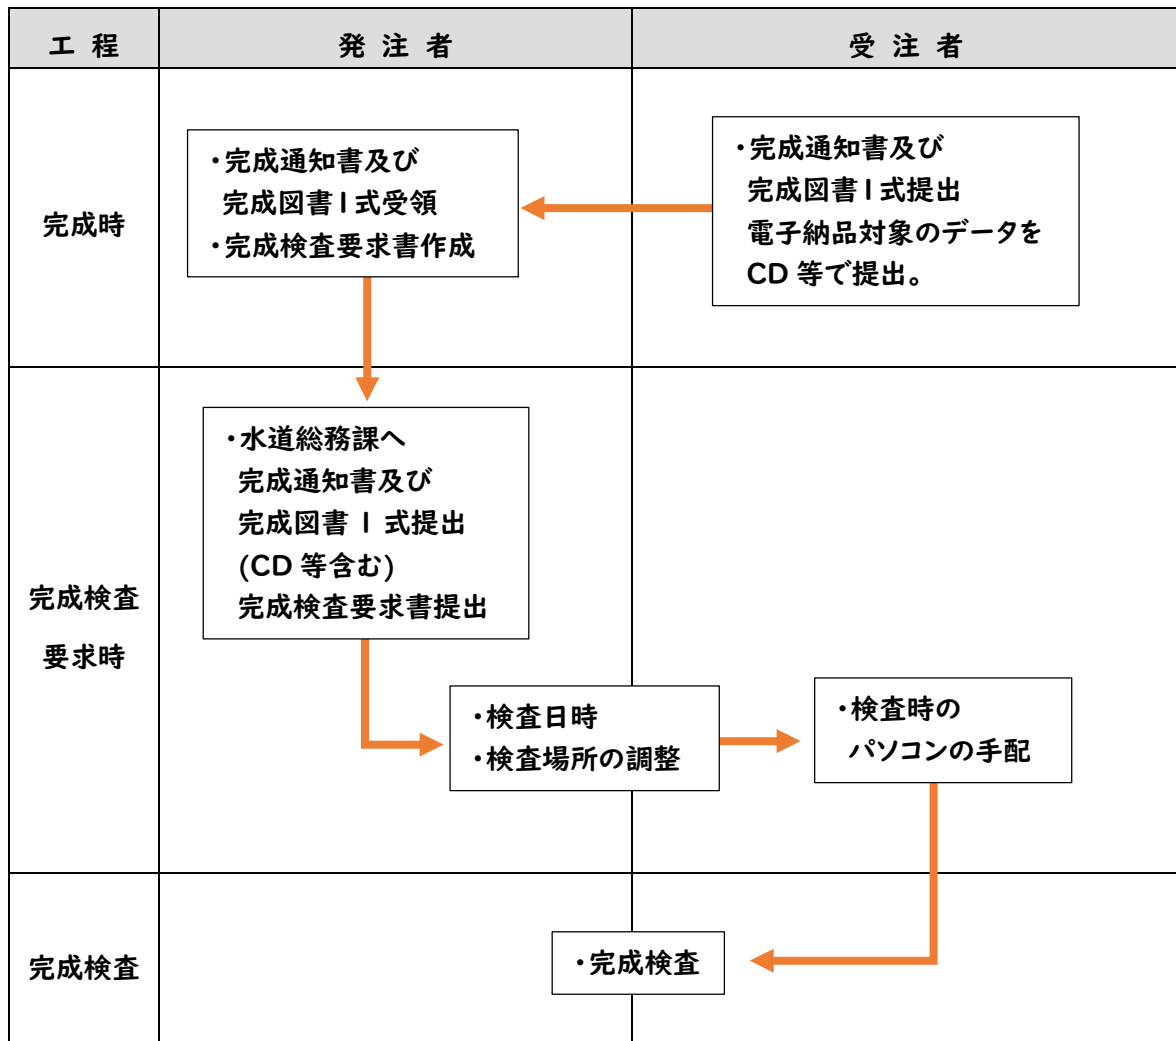 工 程
発 注 者
受 注 者
完成時
・完成通知書及び
完成図書1式受領
・完成検査要求書作成
・完成通知書及び
完成図書1式提出
電子納品対象のデータを
CD 等で提出。
完成検査
要求時
・水道総務課へ
完成通知書及び
完成図書 1 式提出
(CD 等含む)
完成検査要求書提出
・検査日時
・検査場所の調整
・検査時の
パソコンの手配
完成検査
・完成検査